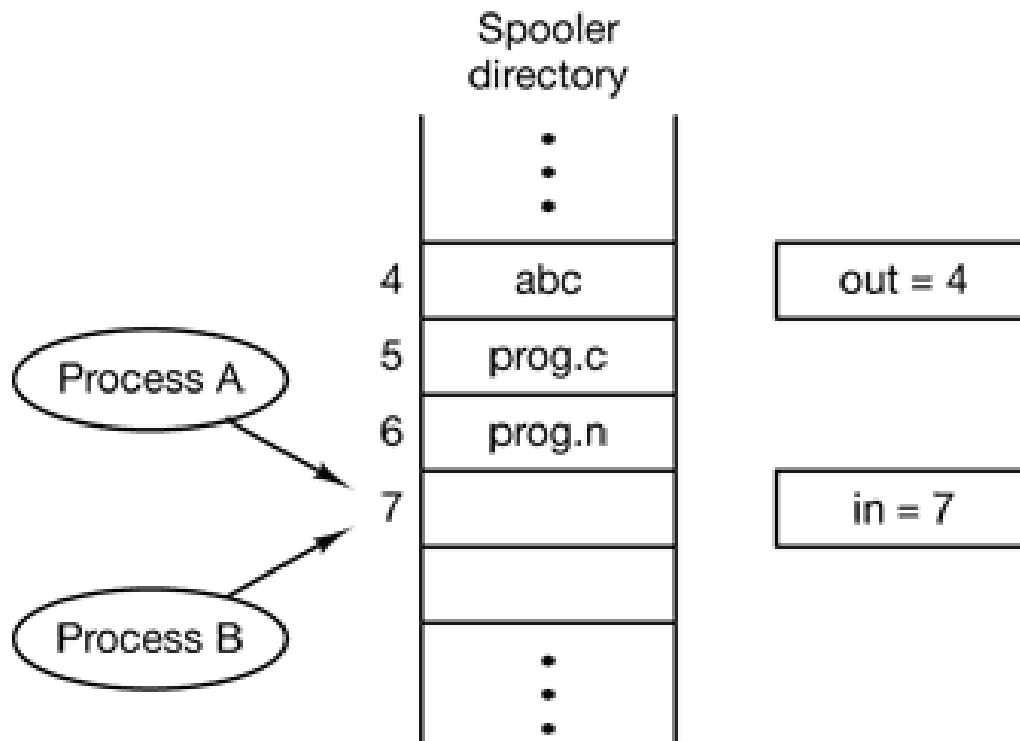 Spooler
directory
4 abc out = 4
Process A
5 prog.c
6 prog.n
7 in = 7
Process B